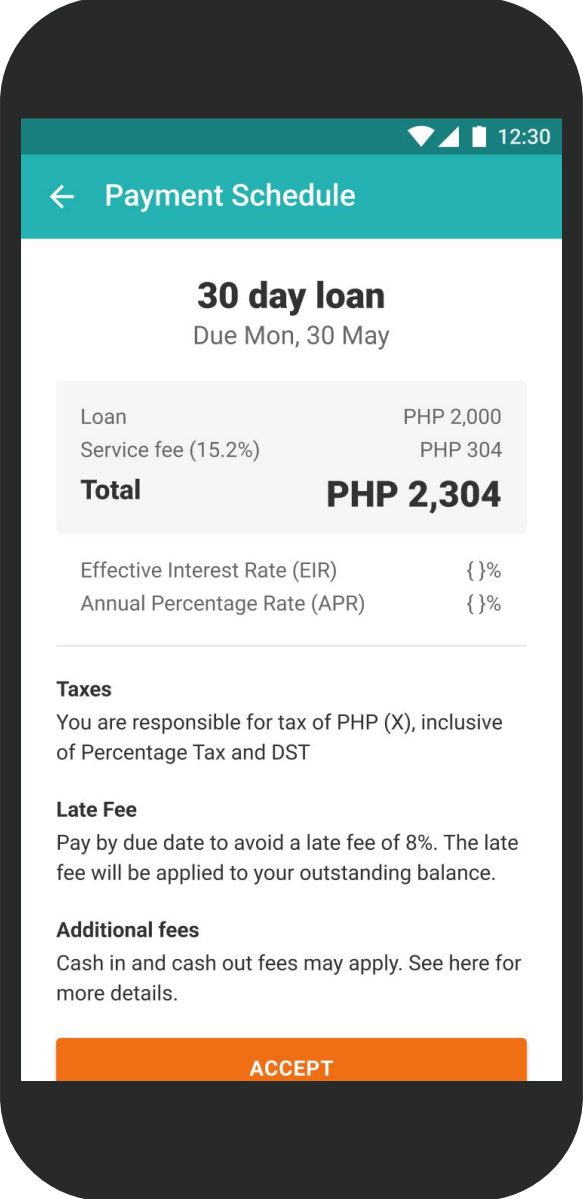 12:30
Payment Schedule
30 day loan
Due Mon, 30 May
Loan PHP 2,000
Service fee (15.2%) PHP 304
Total PHP 2,304
Effective Interest Rate (EIR) { }%
Annual Percentage Rate (APR) { }%
Taxes
You are responsible for tax of PHP (X), inclusive
of Percentage Tax and DST
Late Fee
Pay by due date to avoid a late fee of 8%. The late
fee will be applied to your outstanding balance.
Additional fees
Cash in and cash out fees may apply. See here for
more details.
ACCEPT